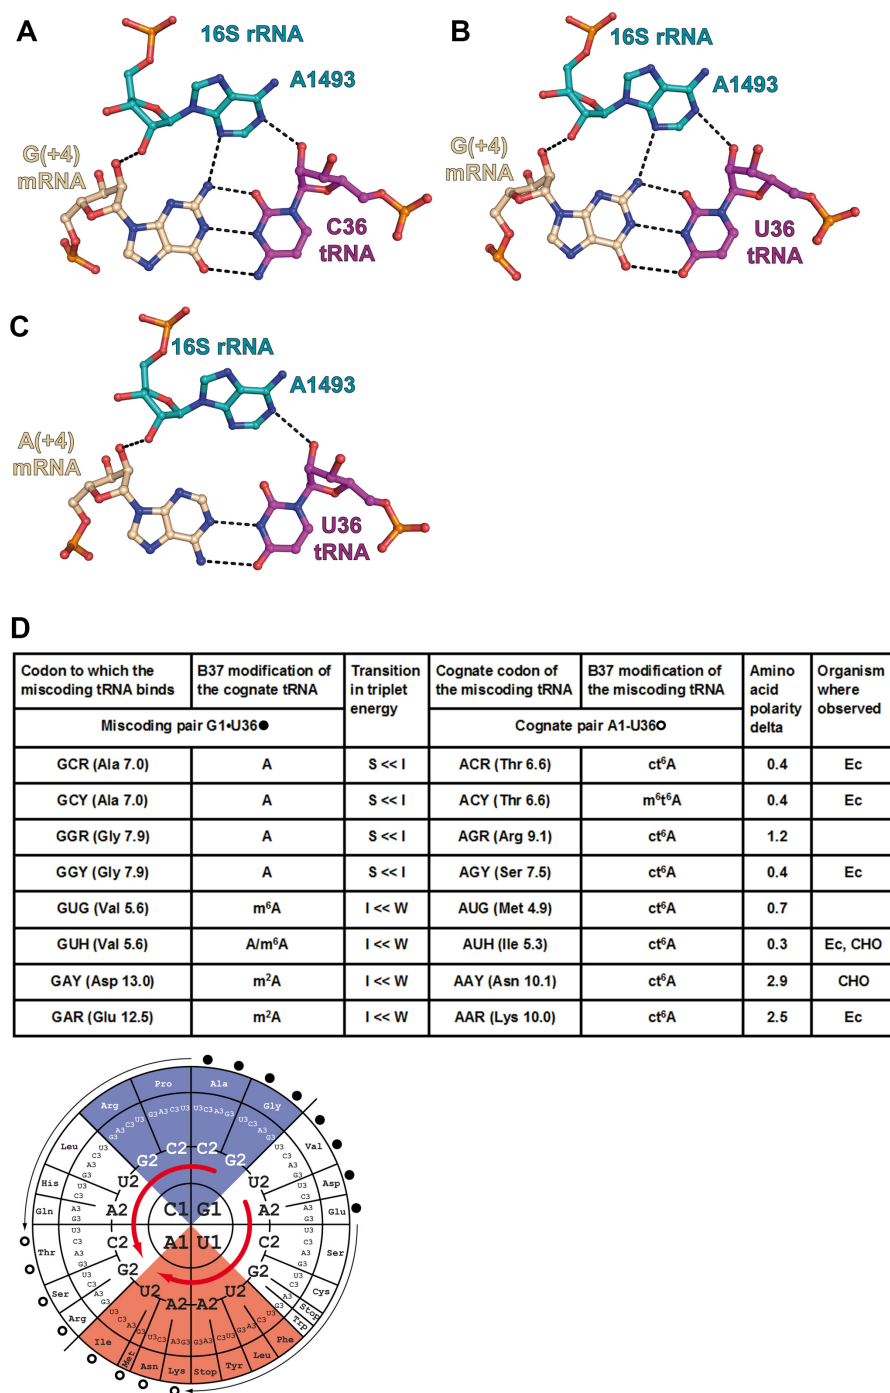 A
16S rRNA
A1493
G(+4)
mRNA
C36
tRNA
B
16S rRNA
A1493
G(+4)
mRNA
U36
tRNA
C
16S rRNA
A1493
A(+4)
mRNA
U36
tRNA
D
Codon to which the miscoding tRNA binds | B37 modification of the cognate tRNA | Transition in triplet energy | Cognate codon of the miscoding tRNA | B37 modification of the miscoding tRNA | Amino acid polarity delta | Organism where observed
Miscoding pair G1•U36● | Cognate pair A1-U36○
GCR (Ala 7.0) A S << I ACR (Thr 6.6) ct⁶A 0.4 Ec
GCY (Ala 7.0) A S << I ACY (Thr 6.6) m⁶t⁶A 0.4 Ec
GGR (Gly 7.9) A S << I AGR (Arg 9.1) ct⁶A 1.2
GGY (Gly 7.9) A S << I AGY (Ser 7.5) ct⁶A 0.4 Ec
GUG (Val 5.6) m⁶A I << W AUG (Met 4.9) ct⁶A 0.7
GUH (Val 5.6) A/m⁶A I << W AUH (Ile 5.3) ct⁶A 0.3 Ec, CHO
GAY (Asp 13.0) m²A I << W AAY (Asn 10.1) ct⁶A 2.9 CHO
GAR (Glu 12.5) m²A I << W AAR (Lys 10.0) ct⁶A 2.5 Ec
Arg Pro Ala Gly
Leu Val
His Asp
Gln Glu
Thr Ser
Ser Cys
Arg Stop
Trp
Ile Met Asn Lys Stop Tyr Leu Phe
G2 C2 C2 G2
U2 U2
A2 A2
C2 C2
G2 G2
U2 A2 A2 U2
C1 G1
A1 U1